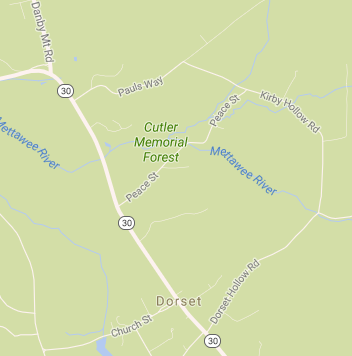 Danby Mt Rd
30
Pauls Way
Peace St
Kirby Hollow Rd
Mettawee River
Cutler
Memorial
Forest
Mettawee River
Peace St
30
Dorset Hollow Rd
Dorset
Church St
30